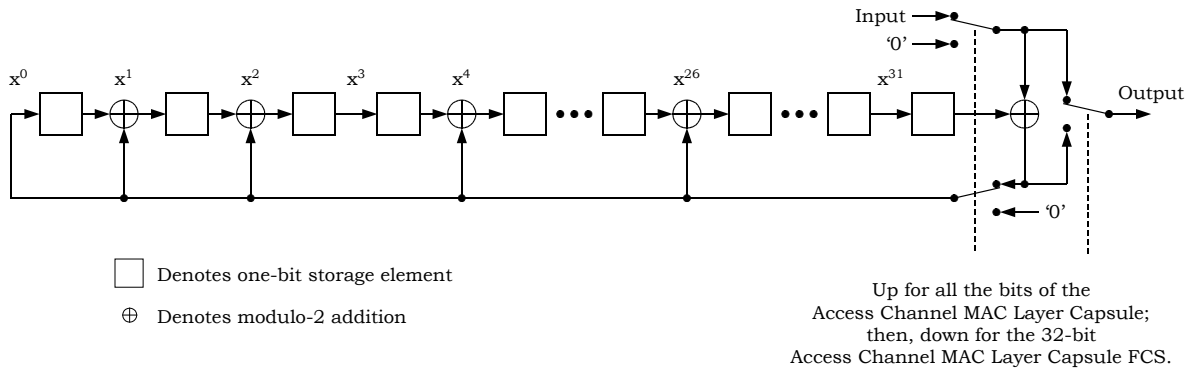 Input
‘0’
x⁰ x¹ x² x³ x⁴ x²⁶ x³¹
Output
‘0’
Denotes one-bit storage element
Denotes modulo-2 addition
Up for all the bits of the
Access Channel MAC Layer Capsule;
then, down for the 32-bit
Access Channel MAC Layer Capsule FCS.